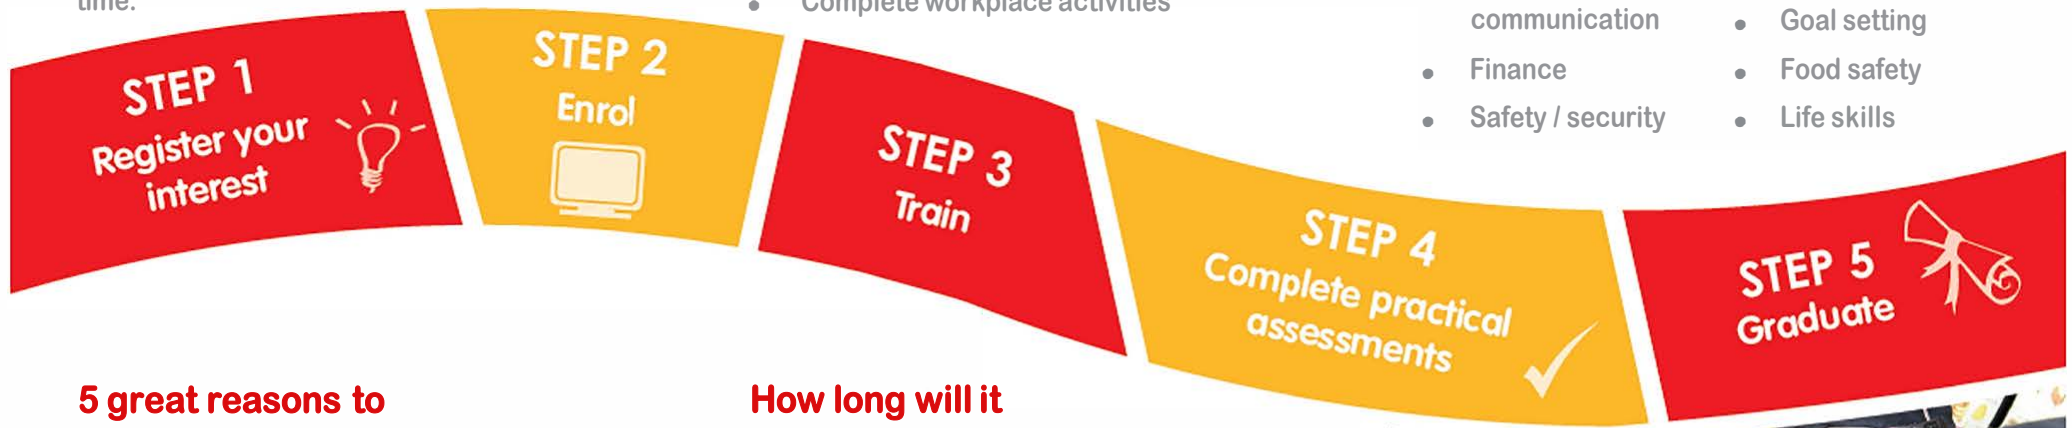 time.
Complete workplace activities
communication
Finance
Safety / security
Goal setting
Food safety
Life skills
STEP 1
Register your
interest
STEP 2
Enrol
STEP 3
Train
STEP 4
Complete practical
assessments
STEP 5
Graduate
5 great reasons to
How long will it